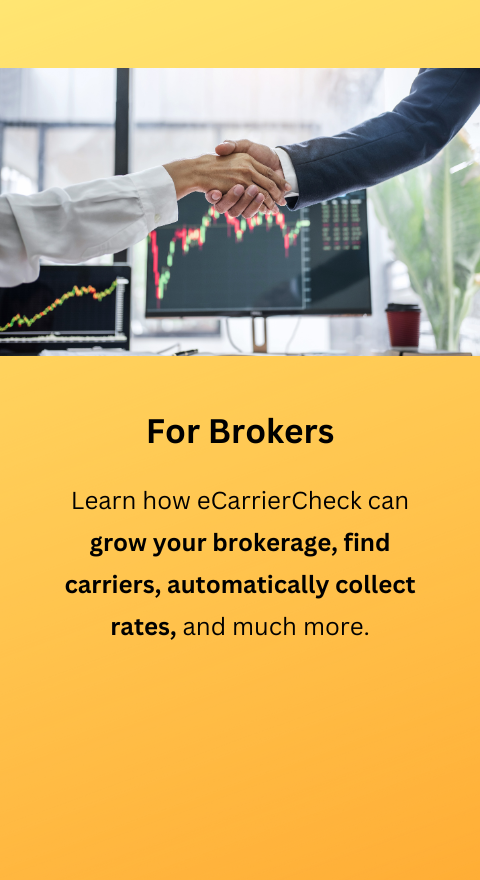 For Brokers
Learn how eCarrierCheck can
grow your brokerage, find
carriers, automatically collect
rates, and much more.